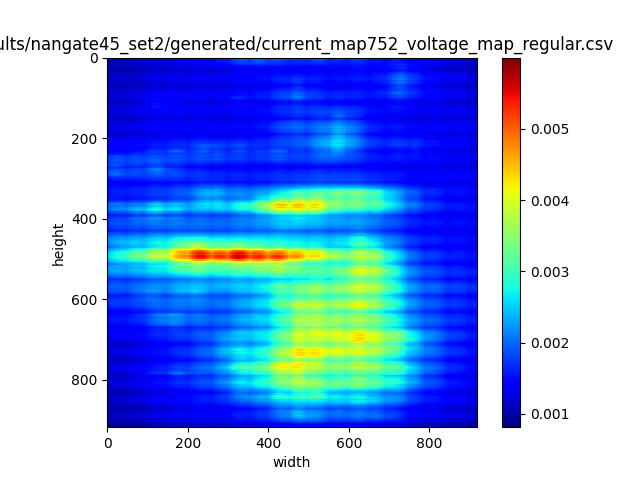 ults/nangate45_set2/generated/current_map752_voltage_map_regular.csv
0
200
400
600
800
height
0 200 400 600 800
width
0.005
0.004
0.003
0.002
0.001